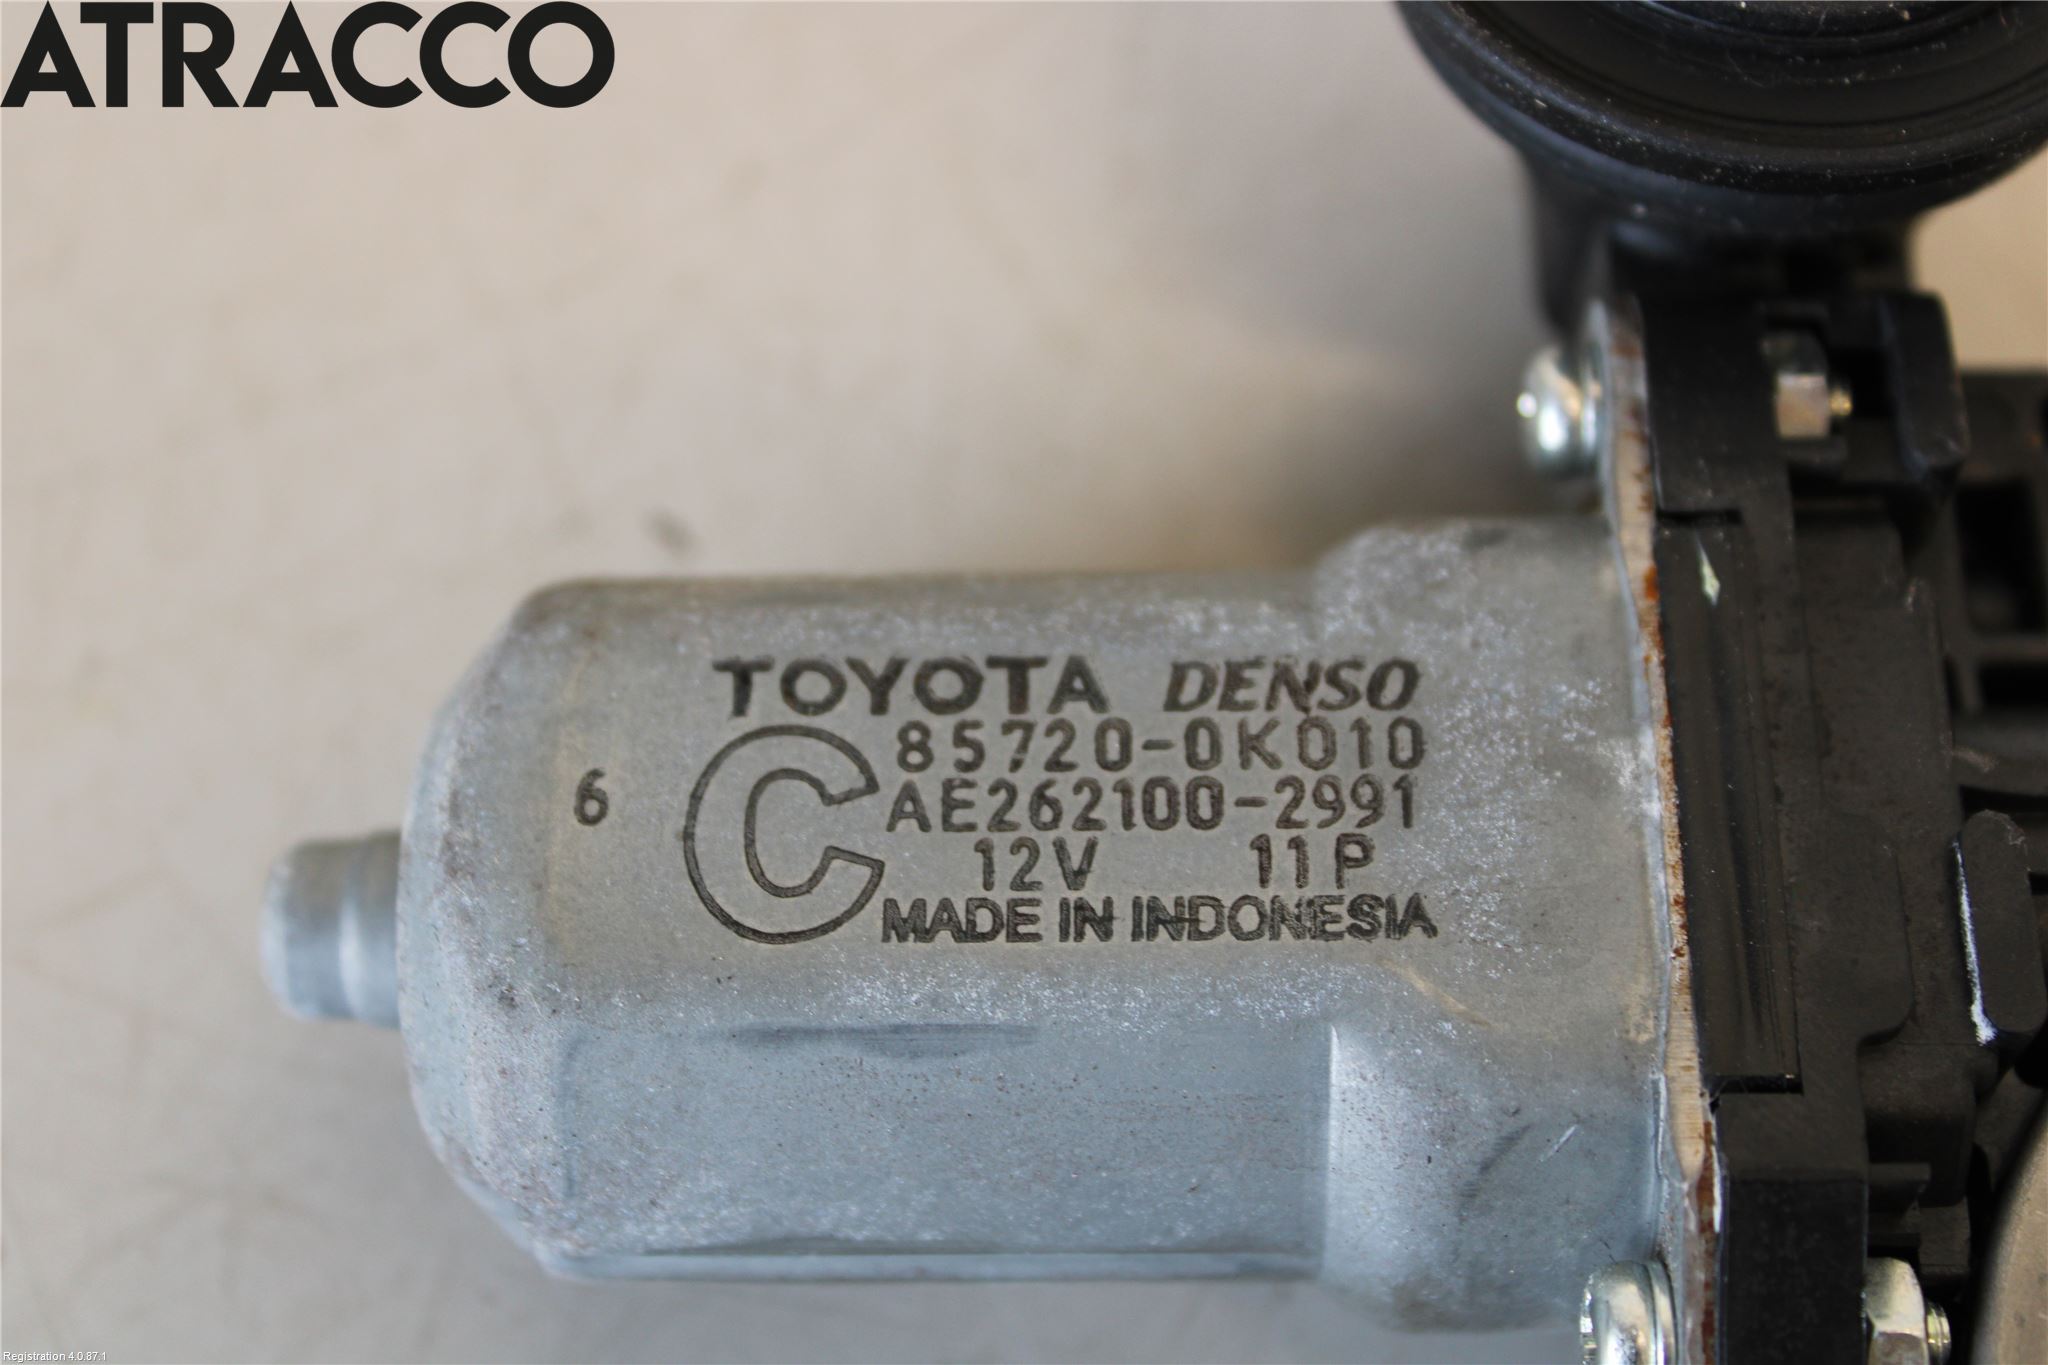 ATRACCO
TOYOTA DENSO
85720-0K010
6 C AE262100-2991
12V 11P
MADE IN INDONESIA
Registration 4.0.87.1